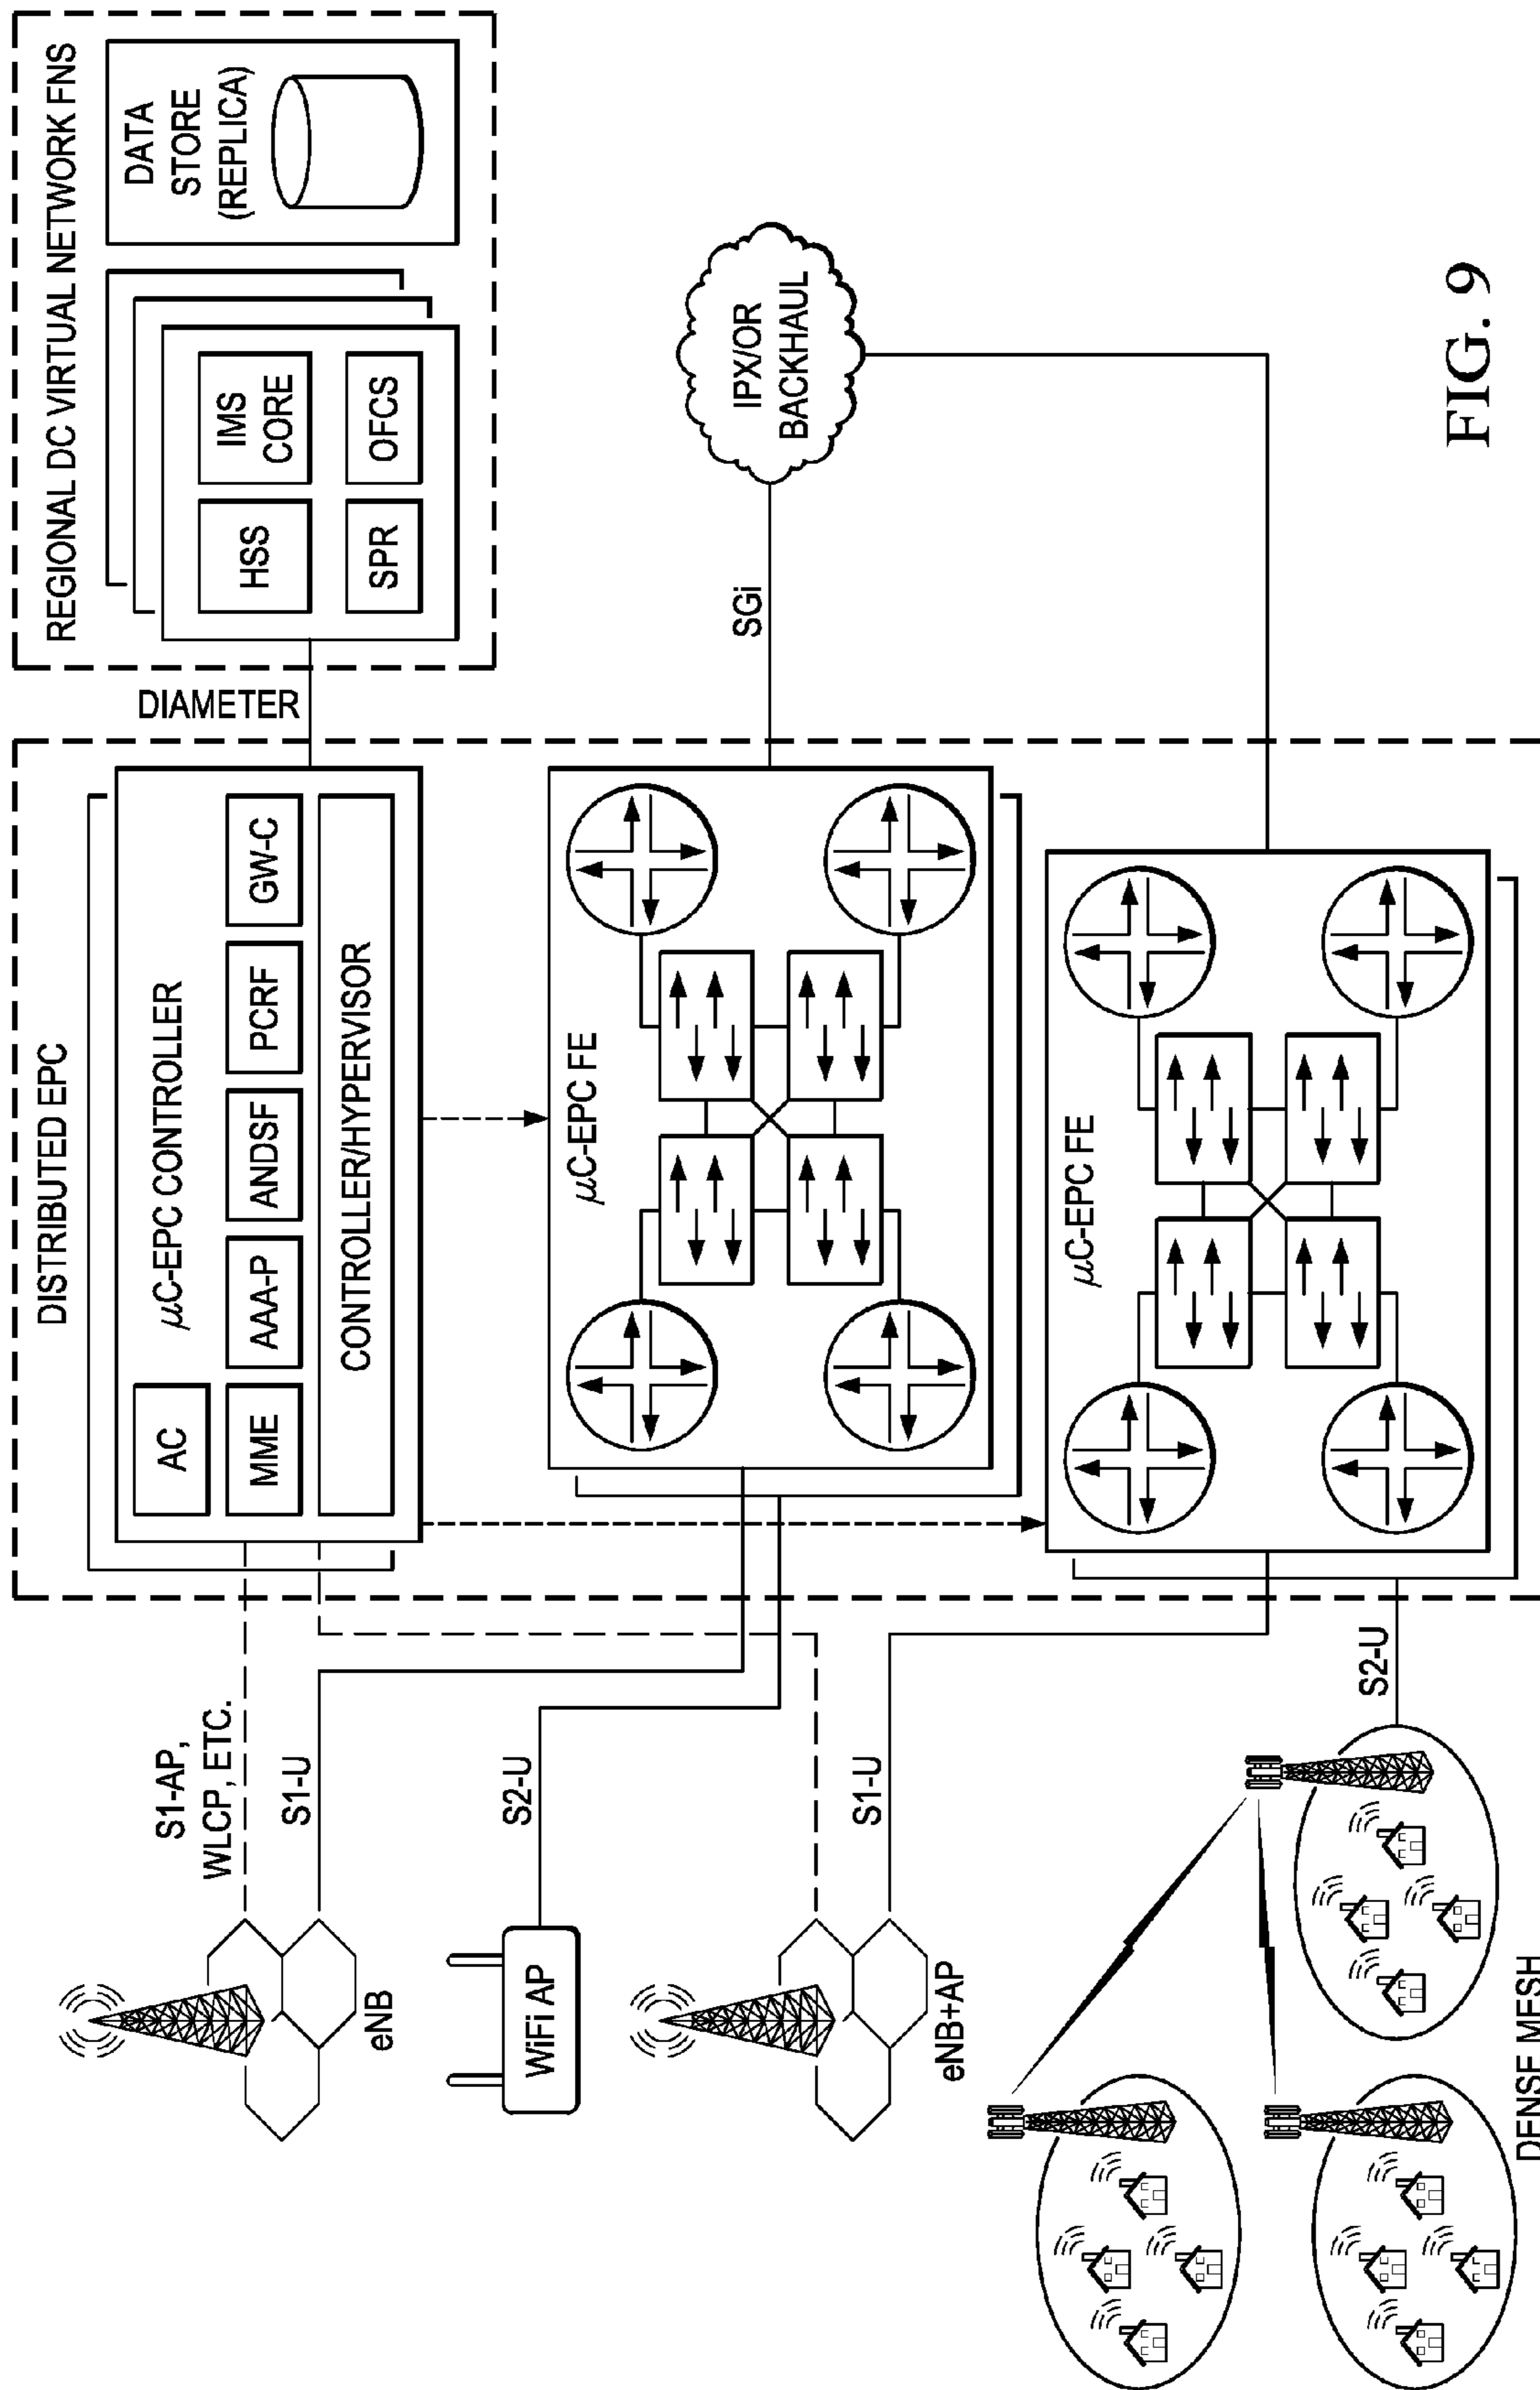 DISTRIBUTED EPC
REGIONAL DC VIRTUAL NETWORK FNS
S1-AP,
WLCP, ETC.
S1-U
eNB
AC
μC-EPC CONTROLLER
MME
AAA-P
ANDSF
PCRF
GW-C
CONTROLLER/HYPERVISOR
DIAMETER
HSS
IMS
CORE
SPR
OFCS
DATA
STORE
(REPLICA)
WiFi AP
S2-U
μC-EPC FE
SGi
IPX/OR
BACKHAUL
eNB+AP
S1-U
μC-EPC FE
S2-U
DENSE MESH
FIG. 9